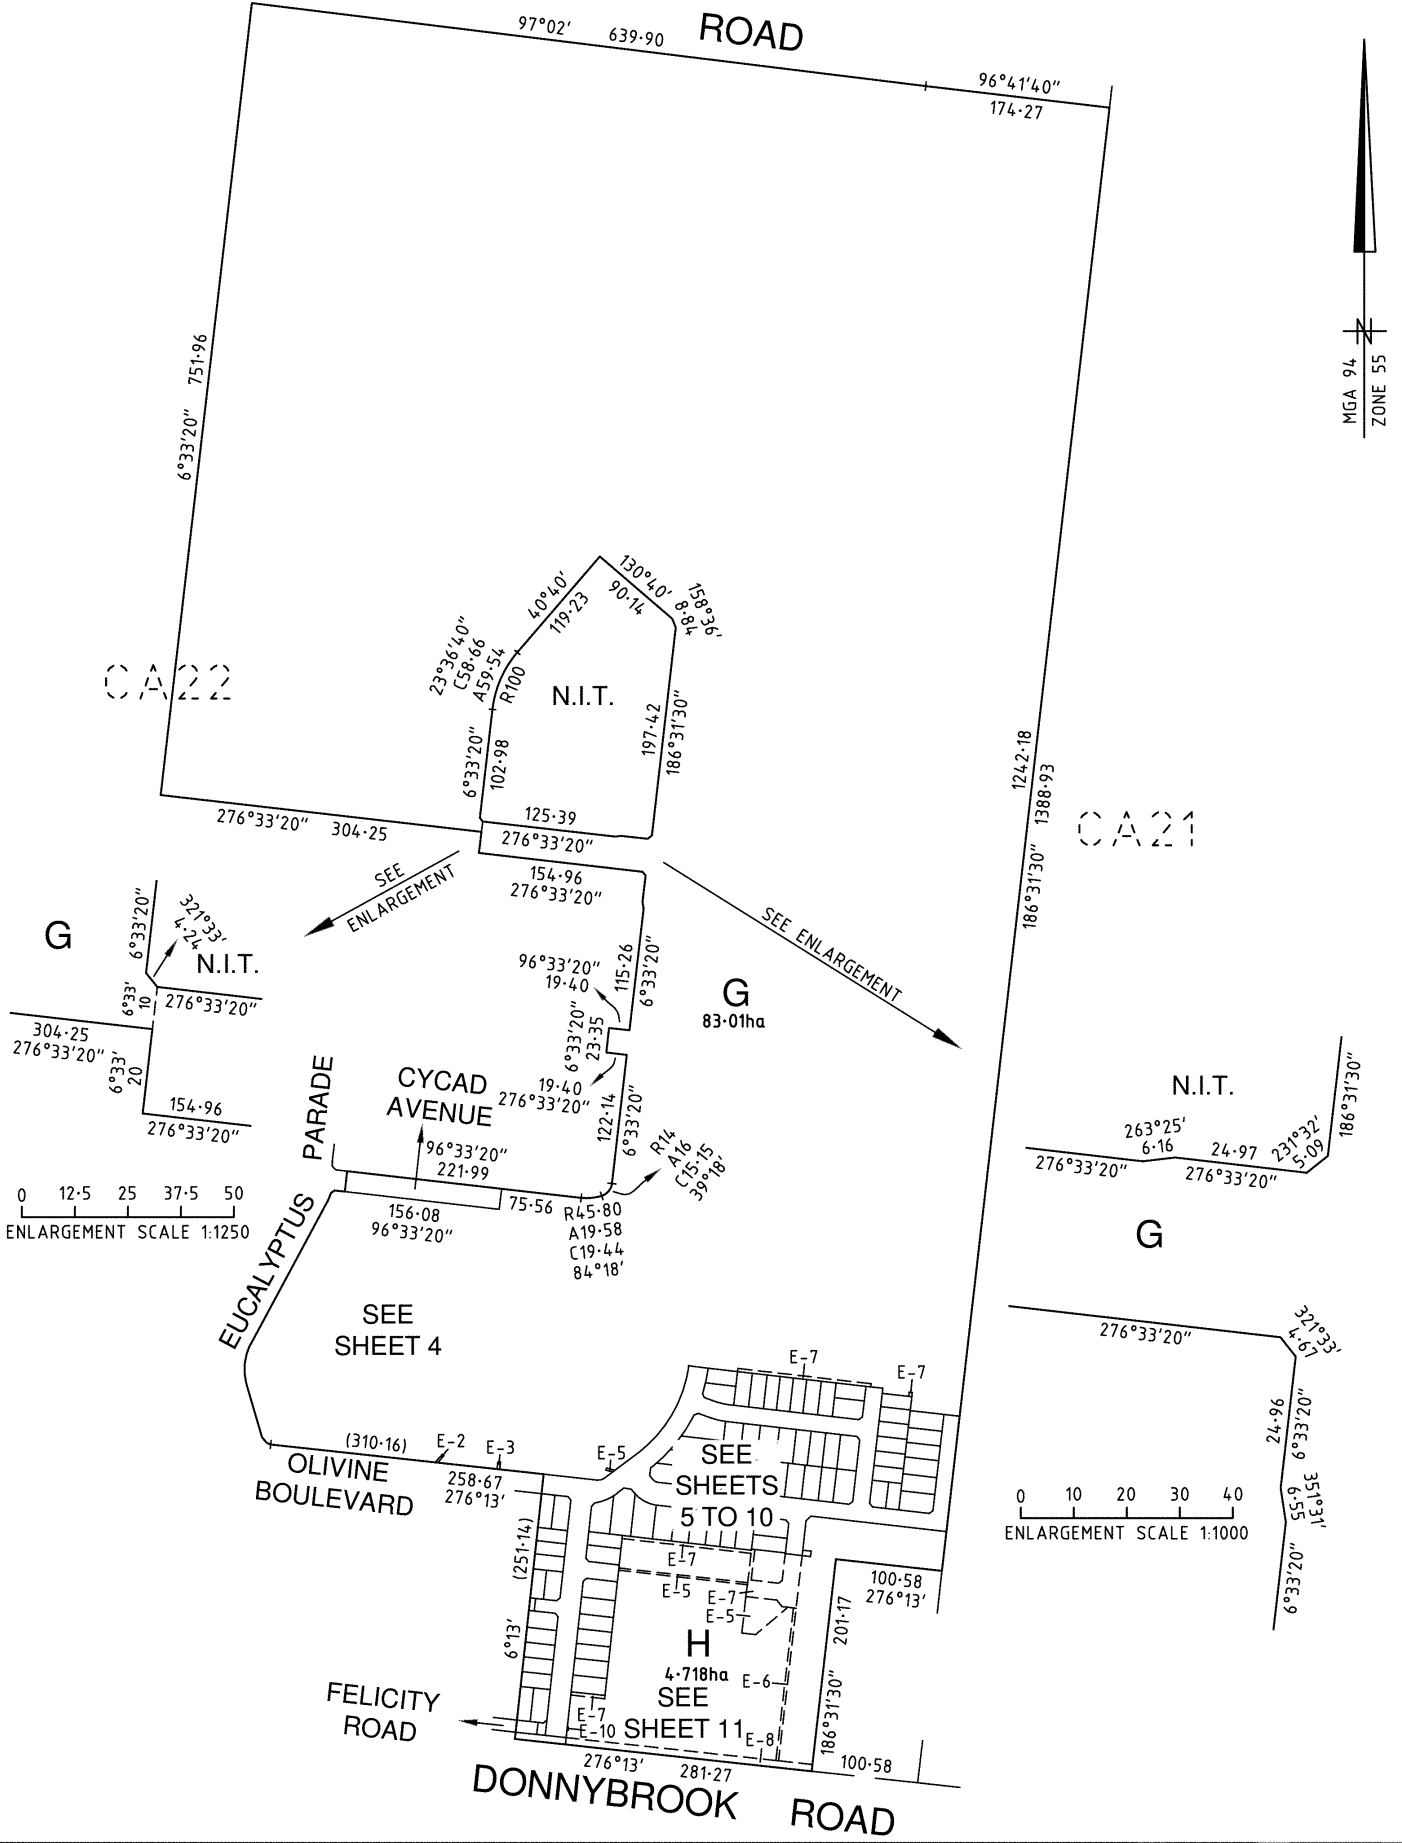 97°02' 639·90
ROAD
96°41'40"
174·27
MGA 94
ZONE 55
751·96
6°33'20"
CA22
40°40'
119·23
130°40'
90·14
158°36'
8·84
23°36'40"
C58·66
A59·54
R100
N.I.T.
6°33'20"
102·98
197·42
186°31'30"
125·39
276°33'20"
276°33'20" 304·25
154·96
276°33'20"
1242·18
1388·93
186°31'30"
CA21
SEE
ENLARGEMENT
SEE ENLARGEMENT
G
6°33'20"
321°33'
4·24
N.I.T.
6°33'
10
276°33'20"
304·25
276°33'20"
6°33'
20
154·96
276°33'20"
0 12·5 25 37·5 50
ENLARGEMENT SCALE 1:1250
96°33'20"
19·40
115·26
6°33'20"
G
83·01ha
6°33'20"
23·35
19·40
276°33'20"
122·14
6°33'20"
PARADE
CYCAD
AVENUE
96°33'20"
221·99
R14
A16
C15·15
39°18'
156·08
96°33'20"
75·56
R45·80
A19·58
C19·44
84°18'
EUCALYPTUS
SEE
SHEET 4
N.I.T.
186°31'30"
263°25'
6·16
24·97
231°32'
5·09
276°33'20"
276°33'20"
G
276°33'20"
321°33'
4·67
24·96
6°33'20"
351°31'
6·55
6°33'20"
0 10 20 30 40
ENLARGEMENT SCALE 1:1000
E-7
E-7
(310·16)
E-2
E-3
E-5
OLIVINE
BOULEVARD
258·67
276°13'
SEE
SHEETS
5 TO 10
(251·14)
6°13'
E-7
E-5
E-7
E-5
100·58
276°13'
201·17
186°31'30"
H
4·718ha
E-6
SEE
SHEET 11
E-7
E-10
E-8
FELICITY
ROAD
276°13' 281·27
100·58
DONNYBROOK ROAD